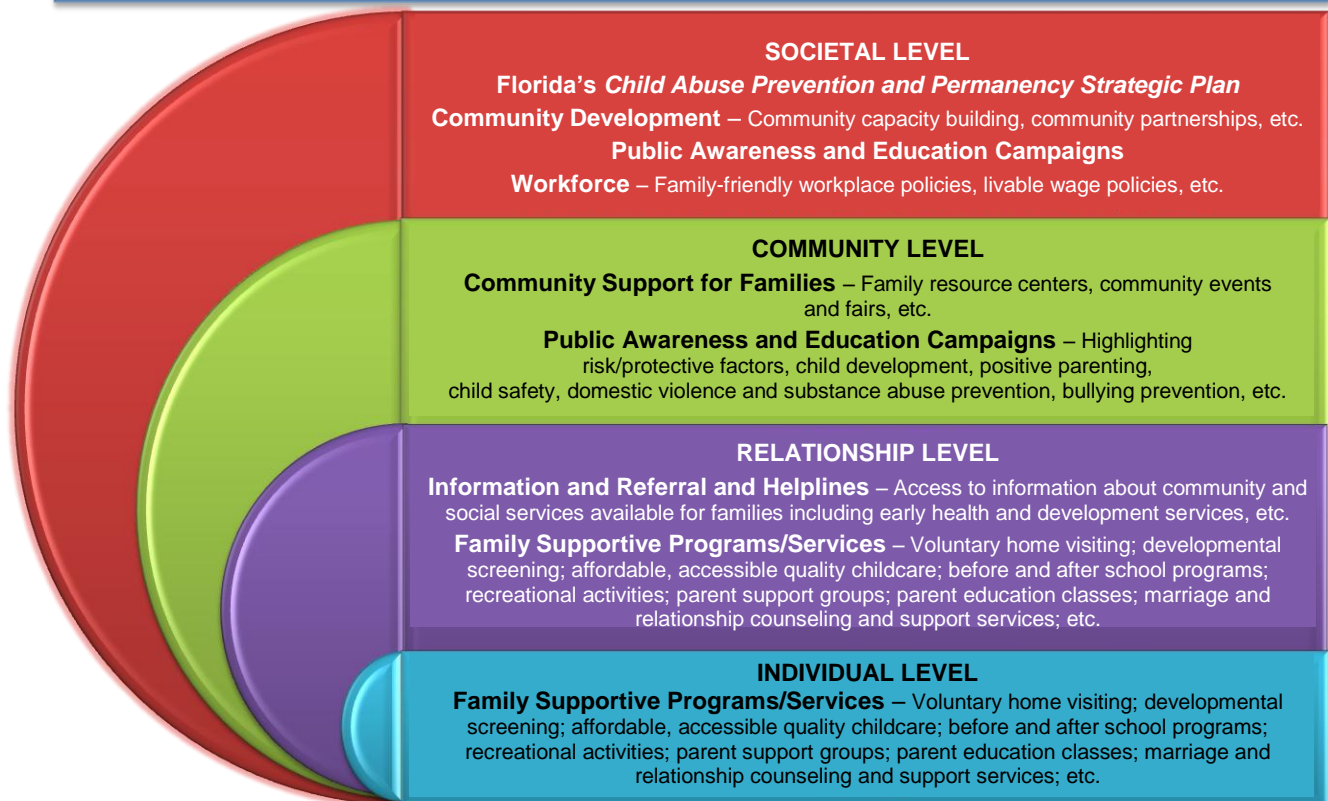 SOCIETAL LEVEL
Florida's Child Abuse Prevention and Permanency Strategic Plan
Community Development – Community capacity building, community partnerships, etc.
Public Awareness and Education Campaigns
Workforce – Family-friendly workplace policies, livable wage policies, etc.
COMMUNITY LEVEL
Community Support for Families – Family resource centers, community events
and fairs, etc.
Public Awareness and Education Campaigns – Highlighting
risk/protective factors, child development, positive parenting,
child safety, domestic violence and substance abuse prevention, bullying prevention, etc.
RELATIONSHIP LEVEL
Information and Referral and Helplines – Access to information about community and
social services available for families including early health and development services, etc.
Family Supportive Programs/Services – Voluntary home visiting; developmental
screening; affordable, accessible quality childcare; before and after school programs;
recreational activities; parent support groups; parent education classes; marriage and
relationship counseling and support services; etc.
INDIVIDUAL LEVEL
Family Supportive Programs/Services – Voluntary home visiting; developmental
screening; affordable, accessible quality childcare; before and after school programs;
recreational activities; parent support groups; parent education classes; marriage and
relationship counseling and support services; etc.